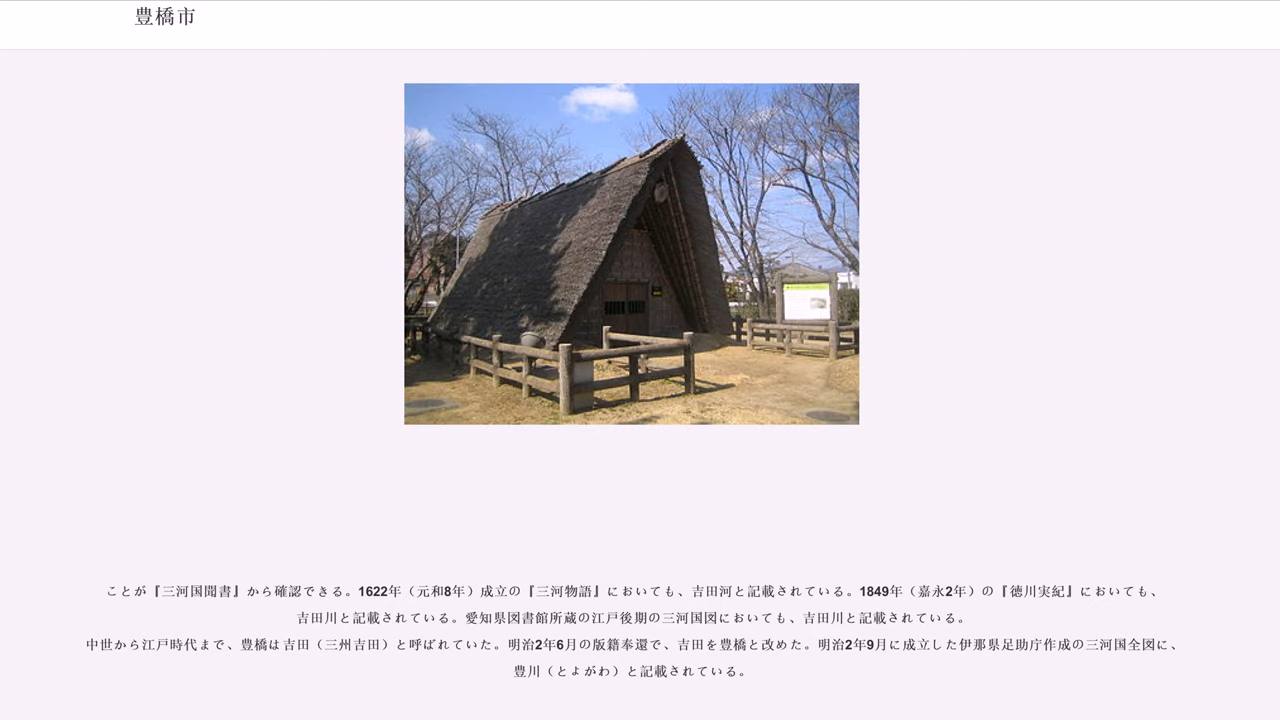 豊橋市
ことが『三河国聞書』から確認できる。1622年（元和8年）成立の『三河物語』においても、吉田河と記載されている。1849年（嘉永2年）の『徳川実紀』においても、
吉田川と記載されている。愛知県図書館所蔵の江戸後期の三河国図においても、吉田川と記載されている。
中世から江戸時代まで、豊橋は吉田（三州吉田）と呼ばれていた。明治2年6月の版籍奉還で、吉田を豊橋と改めた。明治2年9月に成立した伊那県足助庁作成の三河国全図に、
豊川（とよがわ）と記載されている。